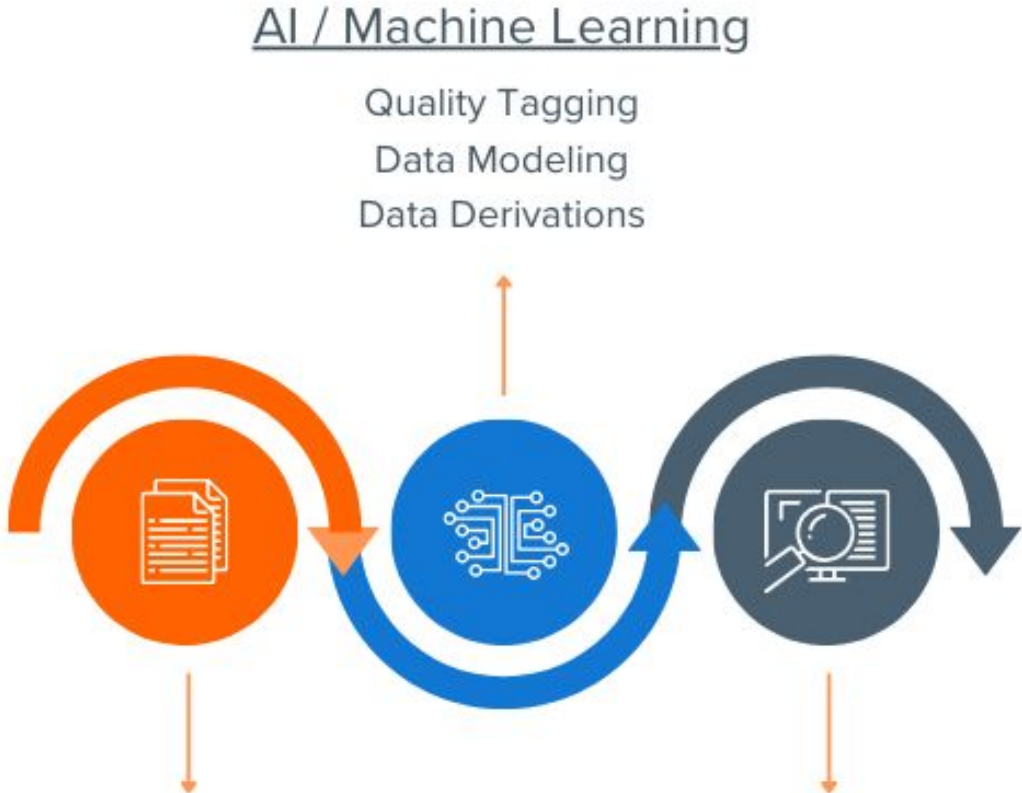 AI / Machine Learning
Quality Tagging
Data Modeling
Data Derivations